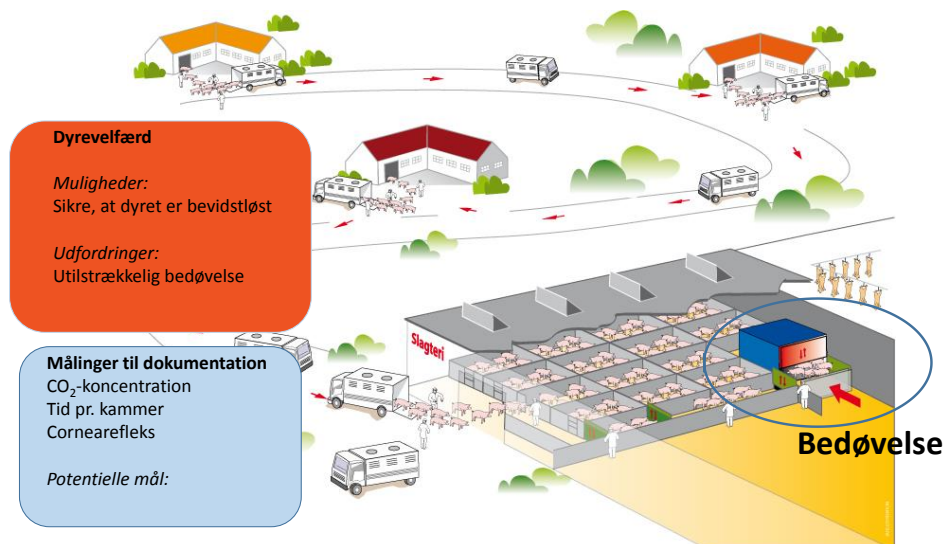 Dyrevelfærd
Muligheder:
Sikre, at dyret er bevidstløst
Udfordringer:
Utilstrækkelig bedøvelse
Målinger til dokumentation
CO₂-koncentration
Tid pr. kammer
Cornearefleks
Potentielle mål:
Slagteri
Bedøvelse